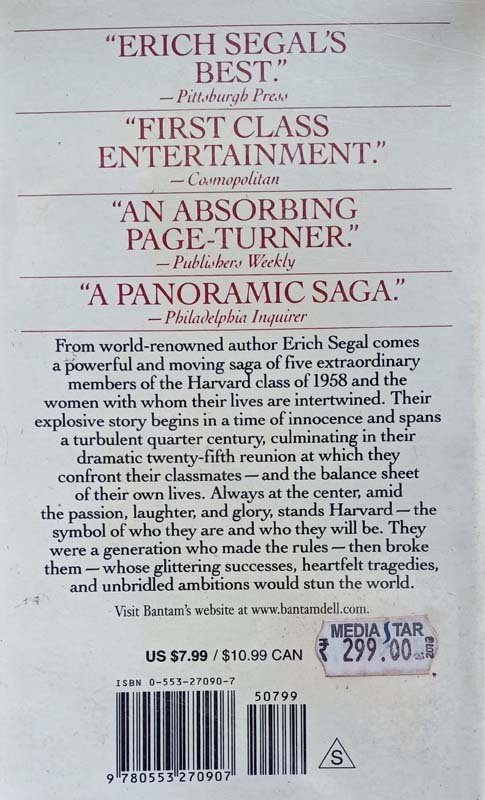 “ERICH SEGAL’S
BEST.”
—Pittsburgh Press
“FIRST CLASS
ENTERTAINMENT.”
—Cosmopolitan
“AN ABSORBING
PAGE-TURNER.”
—Publishers Weekly
“A PANORAMIC SAGA.”
—Philadelphia Inquirer
From world-renowned author Erich Segal comes
a powerful and moving saga of five extraordinary
members of the Harvard class of 1958 and the
women with whom their lives are intertwined. Their
explosive story begins in a time of innocence and spans
a turbulent quarter century, culminating in their
dramatic twenty-fifth reunion at which they
confront their classmates—and the balance sheet
of their own lives. Always at the center, amid
the passion, laughter, and glory, stands Harvard—the
symbol of who they are and who they will be. They
were a generation who made the rules—then broke
them—whose glittering successes, heartfelt tragedies,
and unbridled ambitions would stun the world.
Visit Bantam’s website at www.bantamdell.com.
MEDIA STAR
₹ 299.00
US $7.99 / $10.99 CAN
ISBN 0-553-27090-7
50799
9 780553 270907
S